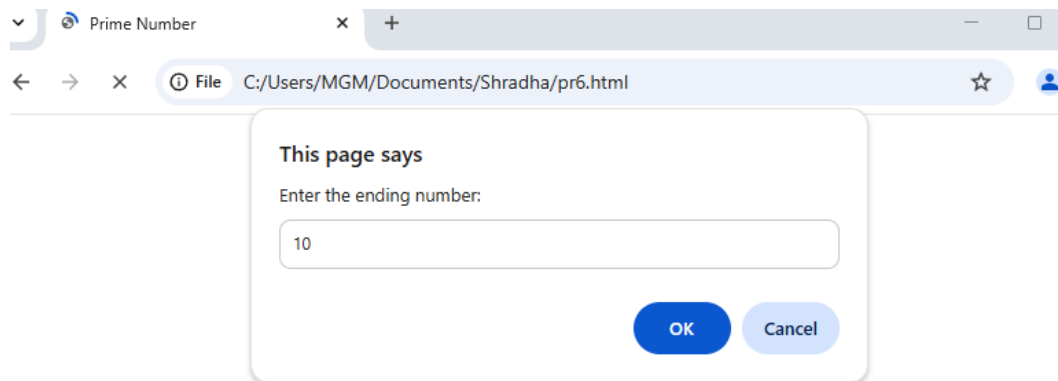 Prime Number
File C:/Users/MGM/Documents/Shradha/pr6.html
This page says
Enter the ending number:
10
OK Cancel